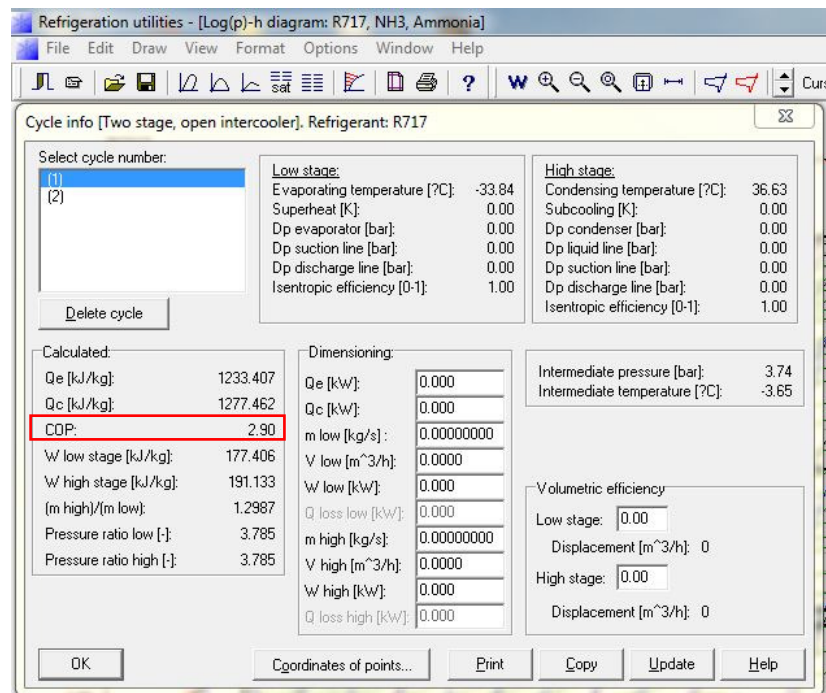 Refrigeration utilities - [Log(p)-h diagram: R717, NH3, Ammonia]
File Edit Draw View Format Options Window Help
sat ? W Curs
Cycle info [Two stage, open intercooler]. Refrigerant: R717
Select cycle number:
(1)
(2)
Delete cycle
Low stage:
Evaporating temperature [?C]: -33.84
Superheat [K]: 0.00
Dp evaporator [bar]: 0.00
Dp suction line [bar]: 0.00
Dp discharge line [bar]: 0.00
Isentropic efficiency [0-1]: 1.00
High stage:
Condensing temperature [?C]: 36.63
Subcooling [K]: 0.00
Dp condenser [bar]: 0.00
Dp liquid line [bar]: 0.00
Dp suction line [bar]: 0.00
Dp discharge line [bar]: 0.00
Isentropic efficiency [0-1]: 1.00
Calculated:
Qe [kJ/kg]: 1233.407
Qc [kJ/kg]: 1277.462
COP: 2.90
W low stage [kJ/kg]: 177.406
W high stage [kJ/kg]: 191.133
(m high)/(m low): 1.2987
Pressure ratio low [-]: 3.785
Pressure ratio high [-]: 3.785
Dimensioning:
Qe [kW]: 0.000
Qc [kW]: 0.000
m low [kg/s] : 0.00000000
V low [m^3/h]: 0.0000
W low [kW]: 0.000
Q loss low [kW]: 0.000
m high [kg/s]: 0.00000000
V high [m^3/h]: 0.0000
W high [kW]: 0.000
Q loss high [kW]: 0.000
Intermediate pressure [bar]: 3.74
Intermediate temperature [?C]: -3.65
Volumetric efficiency
Low stage: 0.00
Displacement [m^3/h]: 0
High stage: 0.00
Displacement [m^3/h]: 0
OK Coordinates of points... Print Copy Update Help